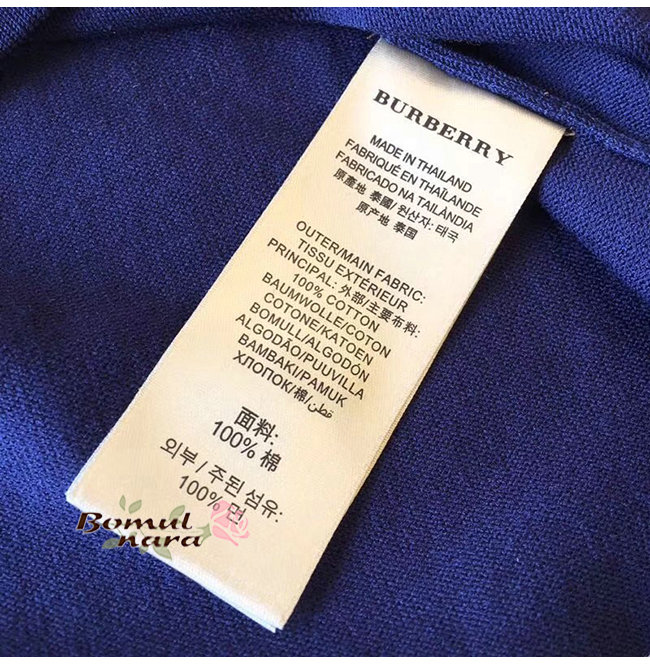 BURBERRY
MADE IN THAILAND
FABRIQUÉ EN THAÏLANDE
FABRICADO NA TAILÂNDIA
原產地 泰國/ 원산자: 태국
原产地 泰国
OUTER/MAIN FABRIC:
TISSU EXTÉRIEUR
PRINCIPAL: 外部/主要布料:
100% COTTON
BAUMWOLLE/COTON
COTONE/KATOEN
BOMULL/ALGODÓN
ALGODÃO/PUUVILLA
BAMBAKI/PAMUK
ХЛОПОК/棉/قطن
面料:
100% 棉
외부 / 주된 섬유:
100% 면
Bomul
nara